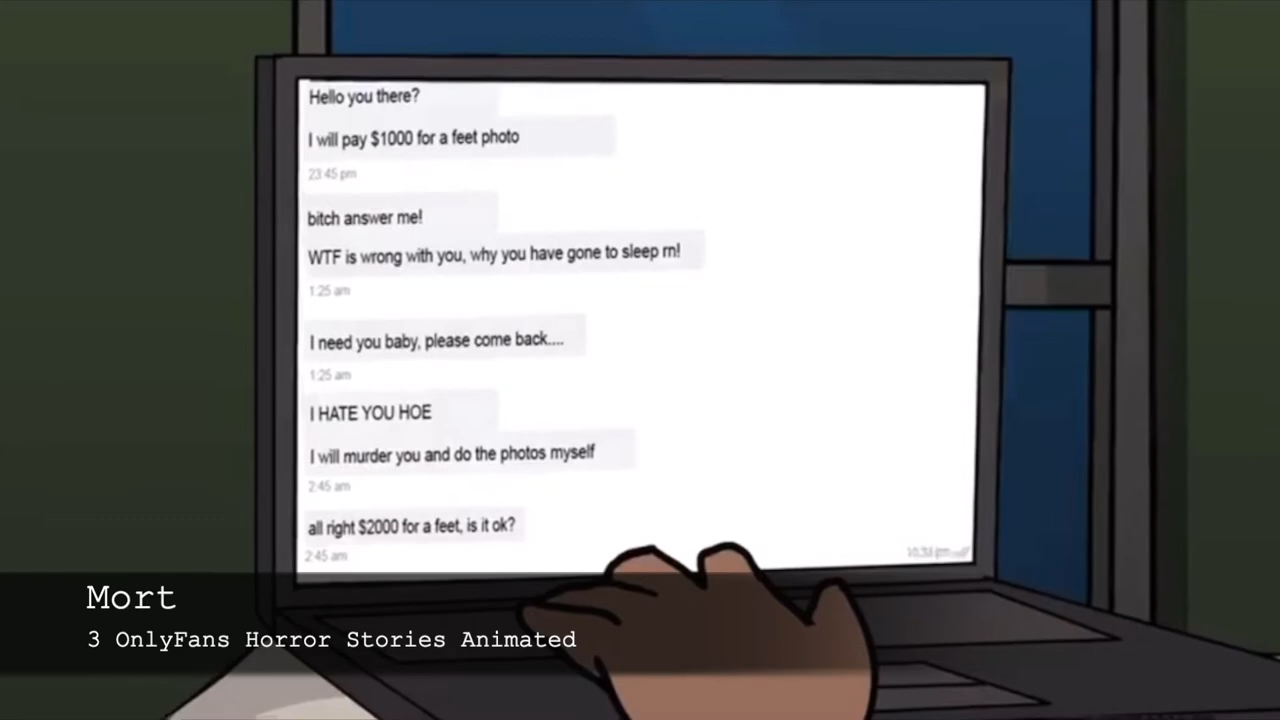 Hello you there?
I will pay $1000 for a feet photo
23:45 pm
bitch answer me!
WTF is wrong with you, why you have gone to sleep rn!
1:25 am
I need you baby, please come back....
1:25 am
I HATE YOU HOE
I will murder you and do the photos myself
2:45 am
all right $2000 for a feet, is it ok?
2:45 am
Mort
3 OnlyFans Horror Stories Animated